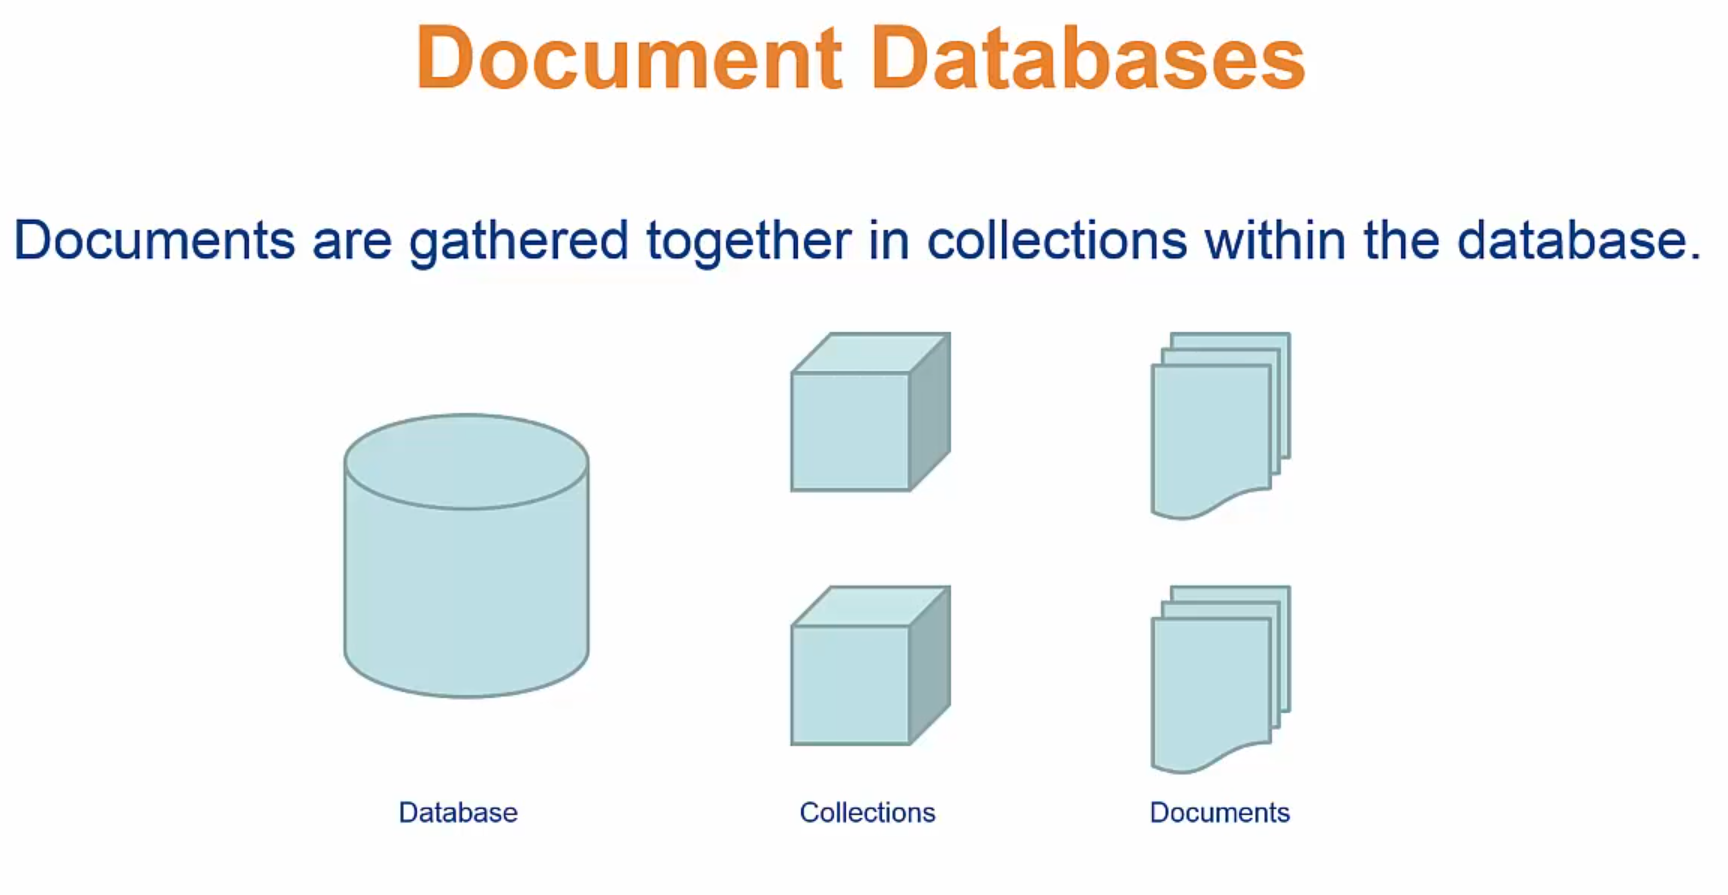 Document Databases
Documents are gathered together in collections within the database.
Database
Collections
Documents